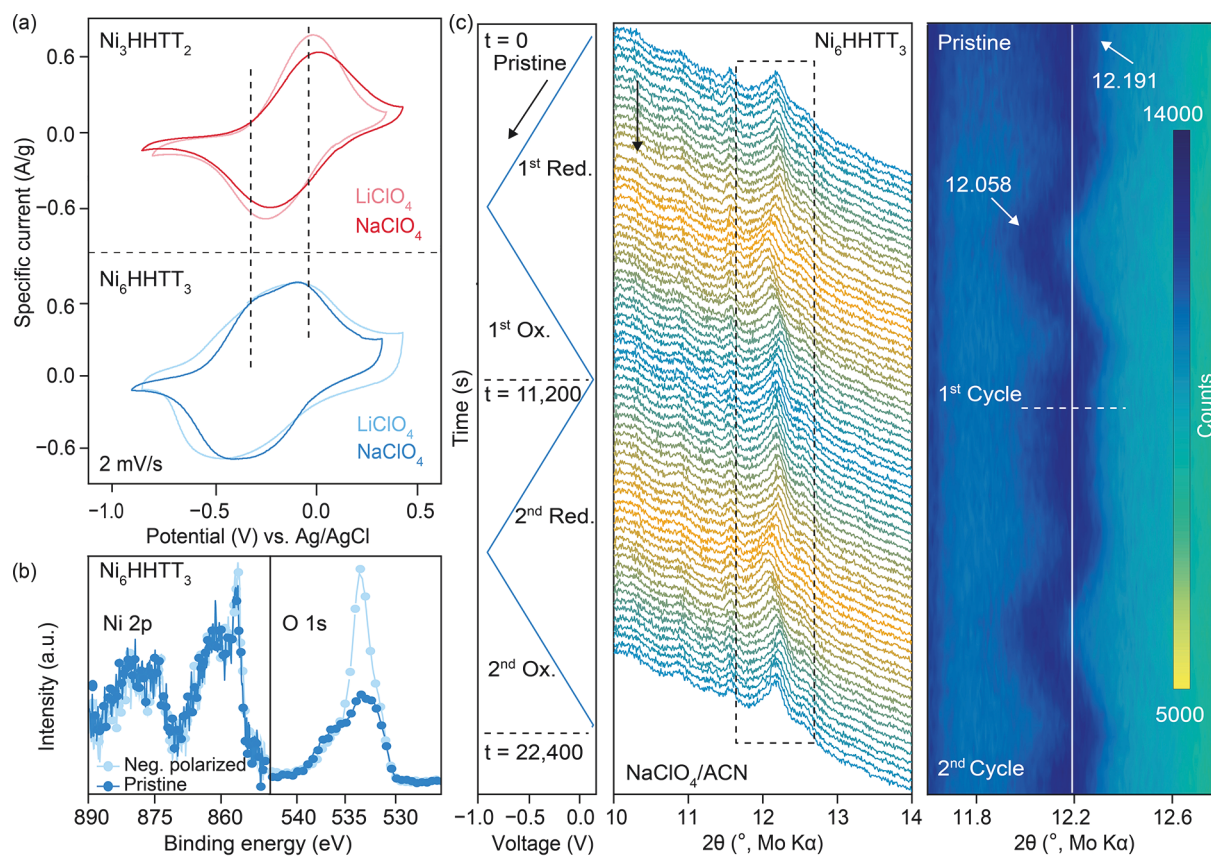 (a)
Ni₃HHTT₂
0.6
0.0
−0.6
LiClO₄
NaClO₄
Ni₆HHTT₃
0.6
0.0
−0.6
LiClO₄
NaClO₄
2 mV/s
Specific current (A/g)
−1.0
−0.5
0.0
0.5
Potential (V) vs. Ag/AgCl
(b)
Ni₆HHTT₃
Ni 2p
O 1s
Intensity (a.u.)
Neg. polarized
Pristine
890
875
860
540
535
530
Binding energy (eV)
(c)
t = 0
Pristine
1ˢᵗ Red.
1ˢᵗ Ox.
t = 11,200
2ⁿᵈ Red.
2ⁿᵈ Ox.
t = 22,400
Time (s)
−1.0
−0.5
0.0
Voltage (V)
Ni₆HHTT₃
NaClO₄/ACN
10
11
12
13
14
2θ (°, Mo Kα)
Pristine
12.191
14000
12.058
1ˢᵗ Cycle
Counts
5000
2ⁿᵈ Cycle
11.8
12.2
12.6
2θ (°, Mo Kα)